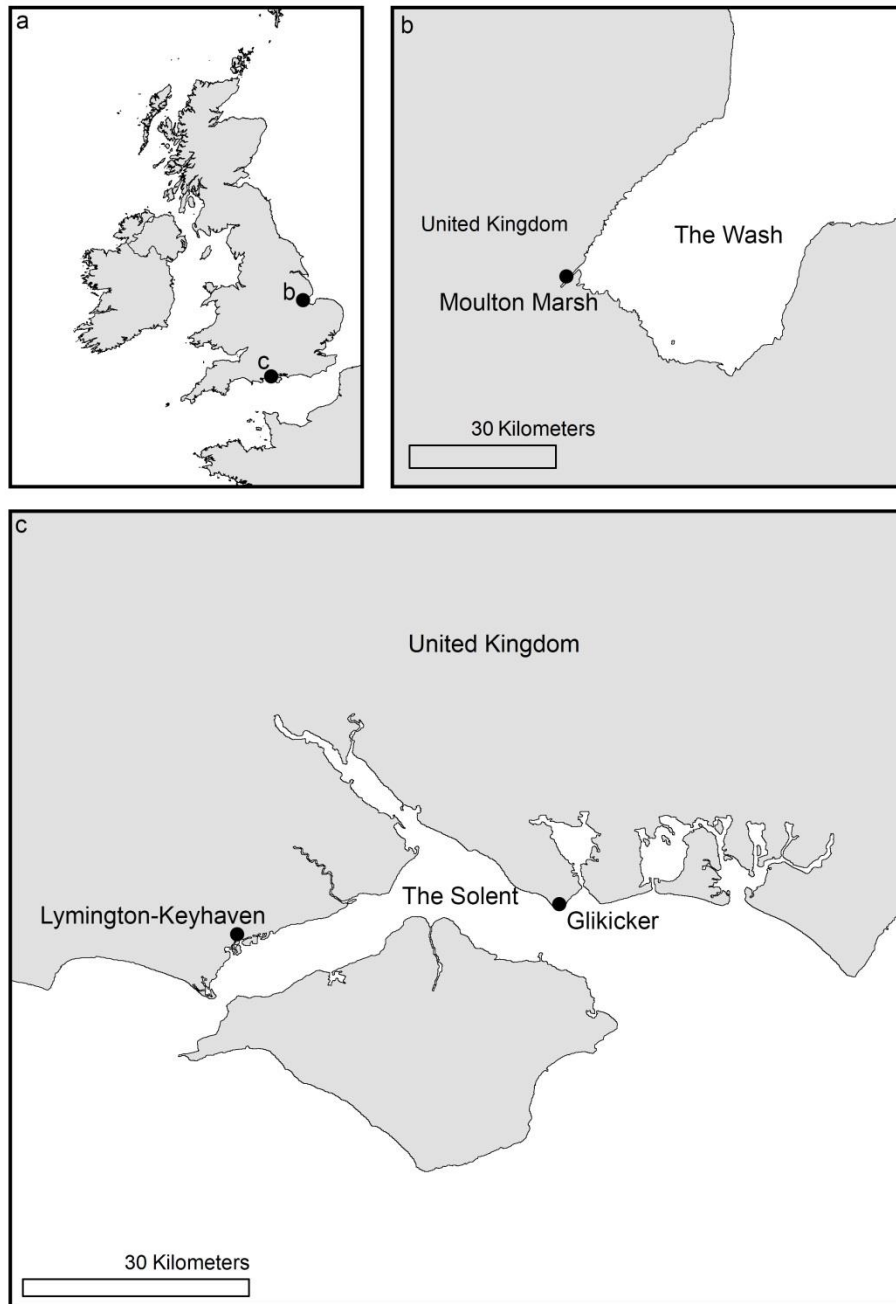 a
b
c
b
United Kingdom
The Wash
Moulton Marsh
30 Kilometers
c
United Kingdom
The Solent
Lymington-Keyhaven
Glikicker
30 Kilometers